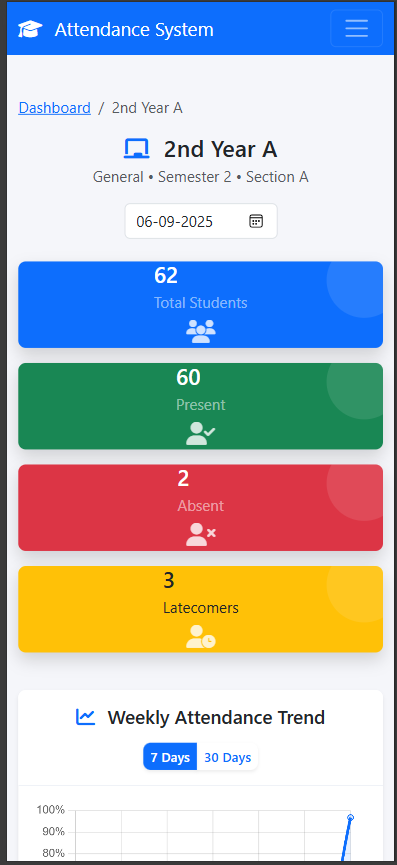 Attendance System
Dashboard / 2nd Year A
2nd Year A
General • Semester 2 • Section A
06-09-2025
62
Total Students
60
Present
2
Absent
3
Latecomers
Weekly Attendance Trend
7 Days 30 Days
100%
90%
80%